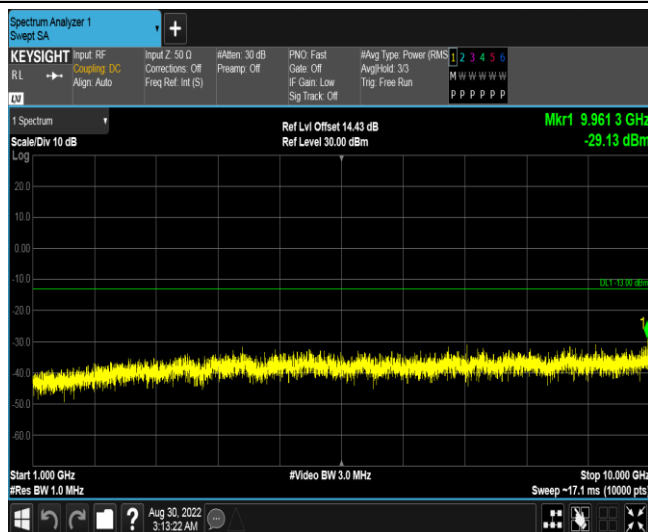 Spectrum Analyzer 1
Swept SA
+
KEYSIGHT
RL
Input: RF
Coupling: DC
Align: Auto
Input Z: 50 Ω
Corrections: Off
Freq Ref: Int (S)
#Atten: 30 dB
Preamp: Off
PNO: Fast
Gate: Off
IF Gain: Low
Sig Track: Off
#Avg Type: Power (RMS
Avg|Hold: 3/3
Trig: Free Run
1 2 3 4 5 6
M W W W W W
P P P P P P
LXI
1 Spectrum
Scale/Div 10 dB
Log
Ref Lvl Offset 14.43 dB
Ref Level 30.00 dBm
Mkr1 9.961 3 GHz
-29.13 dBm
20.0
10.0
0.00
-10.0
DL1 -13.00 dBm
-20.0
1
-30.0
-40.0
-50.0
-60.0
Start 1.000 GHz
#Res BW 1.0 MHz
#Video BW 3.0 MHz
Stop 10.000 GHz
Sweep ~17.1 ms (10000 pts)
?
Aug 30, 2022
3:13:22 AM